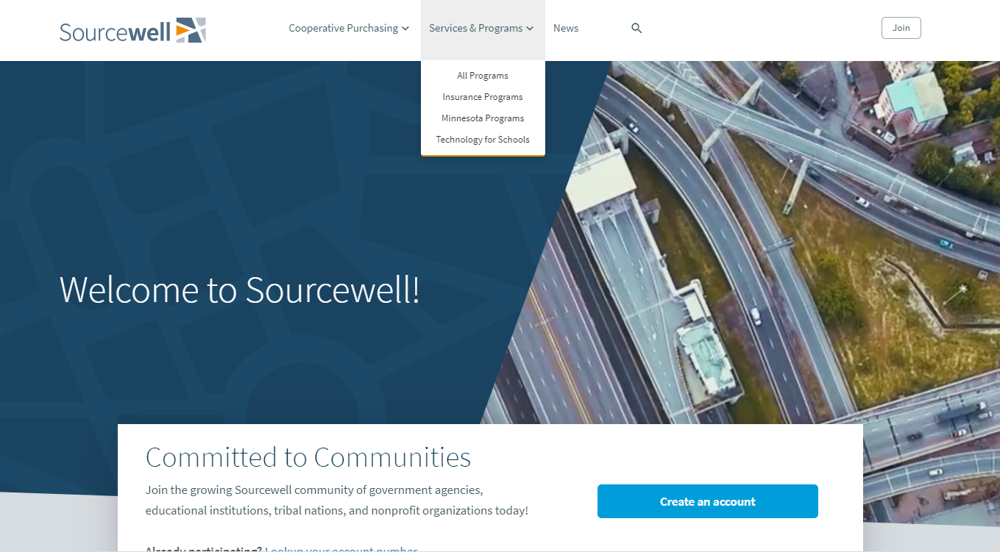 Sourcewell
Cooperative Purchasing
Services & Programs
News
Join
All Programs
Insurance Programs
Minnesota Programs
Technology for Schools
Welcome to Sourcewell!
Committed to Communities
Join the growing Sourcewell community of government agencies,
educational institutions, tribal nations, and nonprofit organizations today!
Create an account
Already participating? Lookup your account number